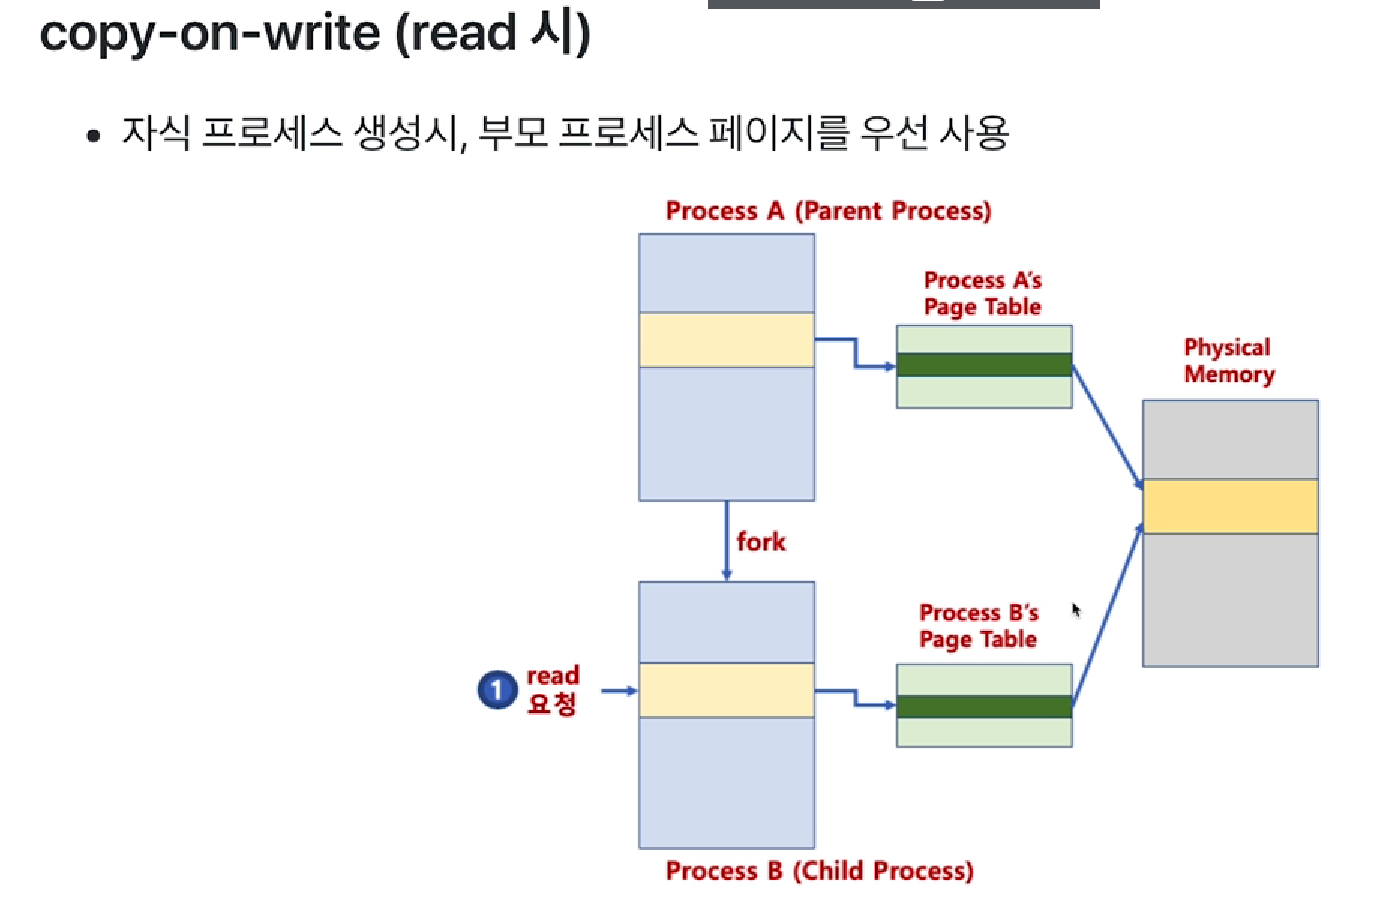 copy-on-write (read 시)
• 자식 프로세스 생성시, 부모 프로세스 페이지를 우선 사용
Process A (Parent Process)
Process A's
Page Table
Physical
Memory
fork
Process B's
Page Table
1
read
요청
Process B (Child Process)